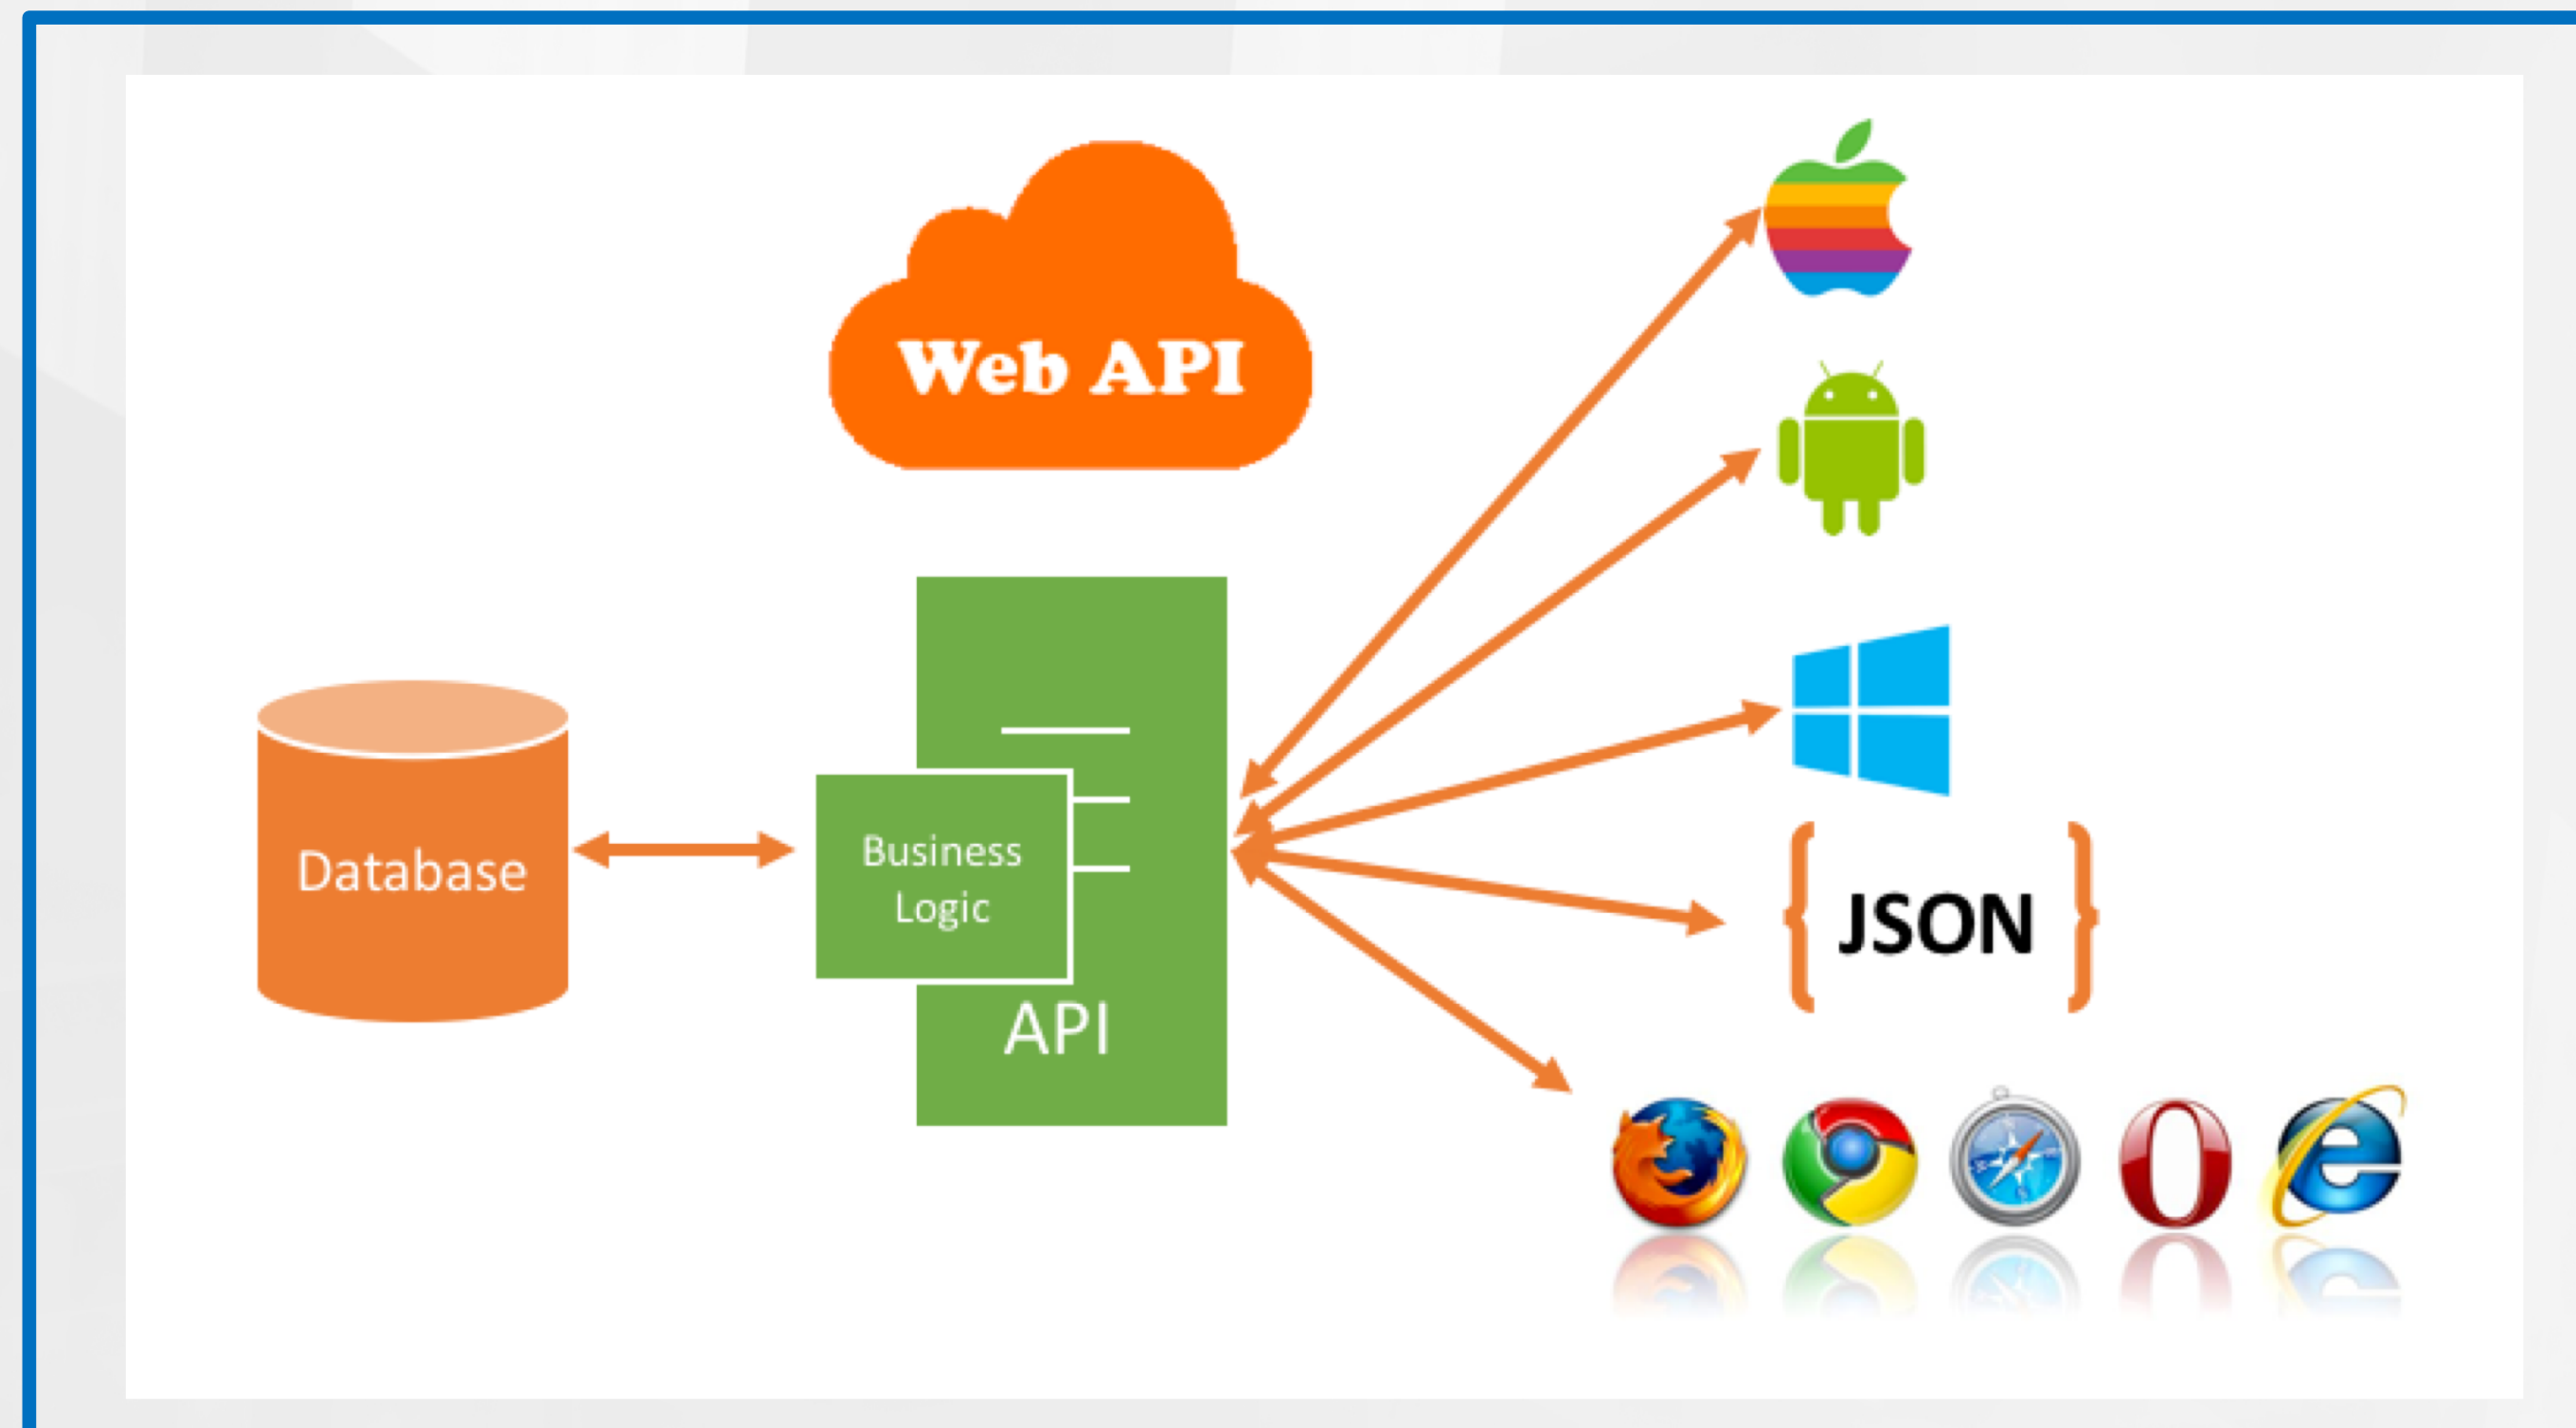 Web API
Database
Business
Logic
API
{ JSON }